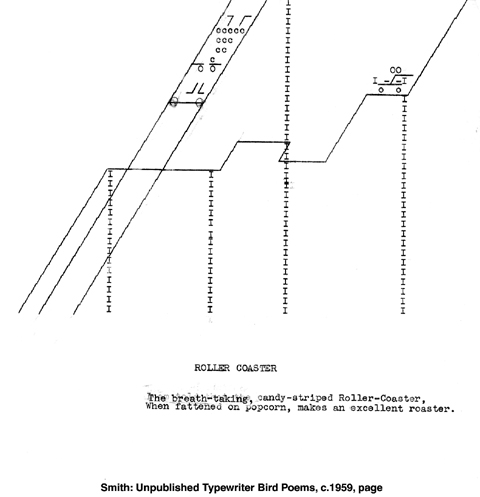 ROLLER COASTER
The breath-taking, candy-striped Roller-Coaster,
When fattened on popcorn, makes an excellent roaster.
Smith: Unpublished Typewriter Bird Poems, c.1959, page